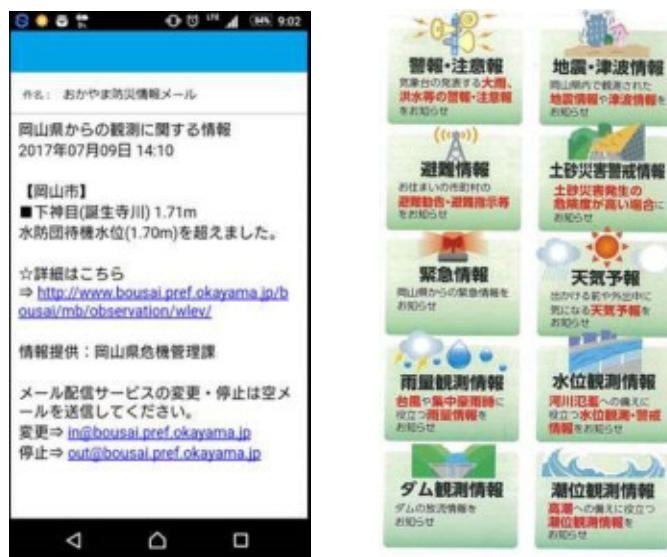 84% 9:02
件名： おかやま防災情報メール
岡山県からの観測に関する情報
2017年07月09日 14:10
【岡山市】
■下神目(誕生寺川) 1.71m
水防団待機水位(1.70m)を超えました。
☆詳細はこちら
⇒ http://www.bousai.pref.okayama.jp/b
ousai/mb/observation/wlev/
情報提供：岡山県危機管理課
メール配信サービスの変更・停止は空メ
ールを送信してください。
変更⇒ in@bousai.pref.okayama.jp
停止⇒ out@bousai.pref.okayama.jp
警報・注意報
気象台の発表する大雨、
洪水等の警報・注意報
をお知らせ
地震・津波情報
岡山県内で観測された
地震情報や津波情報を
お知らせ
避難情報
お住まいの市町村の
避難勧告・避難指示等
をお知らせ
土砂災害警戒情報
土砂災害発生の
危険度が高い場合に
お知らせ
緊急情報
岡山県からの緊急情報を
お知らせ
天気予報
出かける前や外出中に
気になる天気予報を
お知らせ
雨量観測情報
台風や集中豪雨時に
役立つ雨量情報を
お知らせ
水位観測情報
河川氾濫への備えに
役立つ水位観測・警戒
情報をお知らせ
ダム観測情報
ダムの放流情報を
お知らせ
潮位観測情報
高潮への備えに役立つ
潮位観測情報を
お知らせ